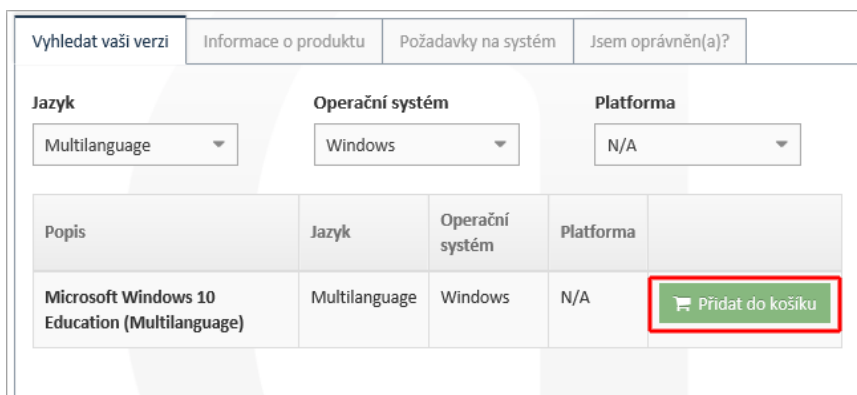 Vyhledat vaši verzi Informace o produktu Požadavky na systém Jsem oprávněn(a)?
Jazyk Operační systém Platforma
Multilanguage Windows N/A
Popis Jazyk Operační systém Platforma
Microsoft Windows 10 Education (Multilanguage) Multilanguage Windows N/A Přidat do košíku